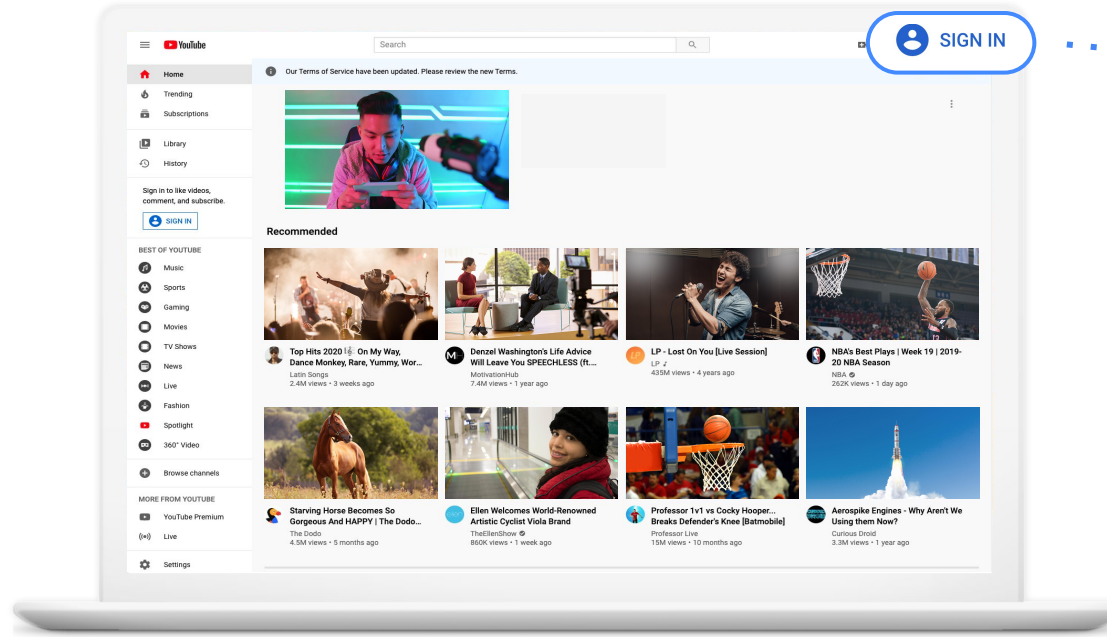 YouTube
Search
SIGN IN
Home
Our Terms of Service have been updated. Please review the new Terms.
Trending
Subscriptions
Library
History
Sign in to like videos,
comment, and subscribe.
SIGN IN
BEST OF YOUTUBE
Music
Sports
Gaming
Movies
TV Shows
News
Live
Fashion
Spotlight
360° Video
Browse channels
MORE FROM YOUTUBE
YouTube Premium
Live
Settings
Recommended
Top Hits 2020 🎼 On My Way,
Dance Monkey, Rare, Yummy, Wor...
Latin Songs
2.4M views • 3 weeks ago
Denzel Washington's Life Advice
Will Leave You SPEECHLESS (ft....
MotivationHub
7.4M views • 1 year ago
LP
LP - Lost On You [Live Session]
LP ♪
435M views • 4 years ago
NBA's Best Plays | Week 19 | 2019-
20 NBA Season
NBA
262K views • 1 day ago
Starving Horse Becomes So
Gorgeous And HAPPY | The Dodo...
The Dodo
4.5M views • 5 months ago
Ellen Welcomes World-Renowned
Artistic Cyclist Viola Brand
TheEllenShow
860K views • 1 week ago
Professor 1v1 vs Cocky Hooper...
Breaks Defender's Knee [Batmobile]
Professor Live
15M views • 10 months ago
Aerospike Engines - Why Aren't We
Using them Now?
Curious Droid
3.3M views • 1 year ago